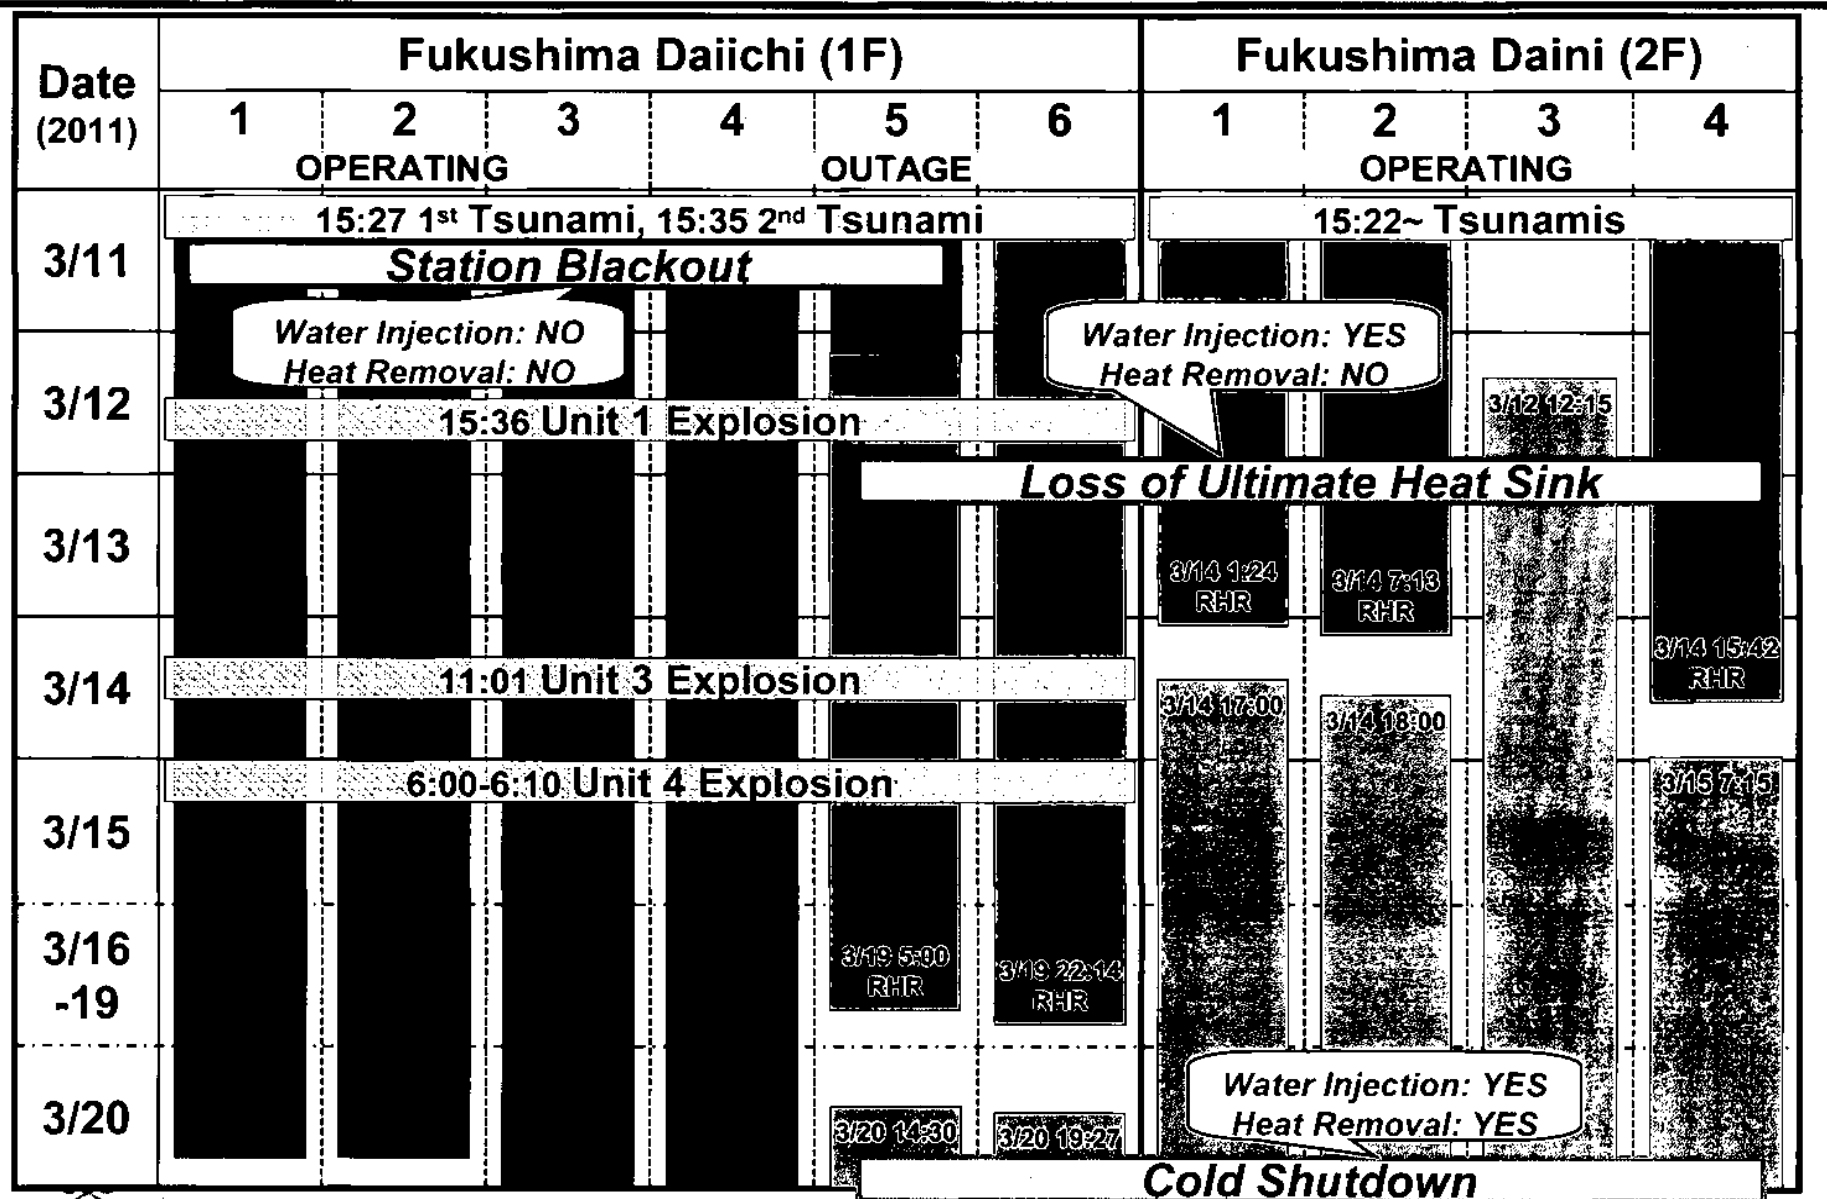 Date
(2011)
Fukushima Daiichi (1F)
Fukushima Daini (2F)
1 2 3 4 5 6 1 2 3 4
OPERATING OUTAGE OPERATING
3/11
15:27 1st Tsunami, 15:35 2nd Tsunami
15:22~ Tsunamis
Station Blackout
Water Injection: NO
Heat Removal: NO
Water Injection: YES
Heat Removal: NO
3/12
3/12 12:15
15:36 Unit 1 Explosion
Loss of Ultimate Heat Sink
3/13
3/14 1:24
RHR
3/14 7:13
RHR
3/14
3/14 15:42
RHR
11:01 Unit 3 Explosion
3/14 17:00
3/14 18:00
6:00-6:10 Unit 4 Explosion
3/15 7:15
3/15
3/16
-19
3/19 5:00
RHR
3/19 22:14
RHR
Water Injection: YES
Heat Removal: YES
3/20
3/20 14:30
3/20 19:27
Cold Shutdown